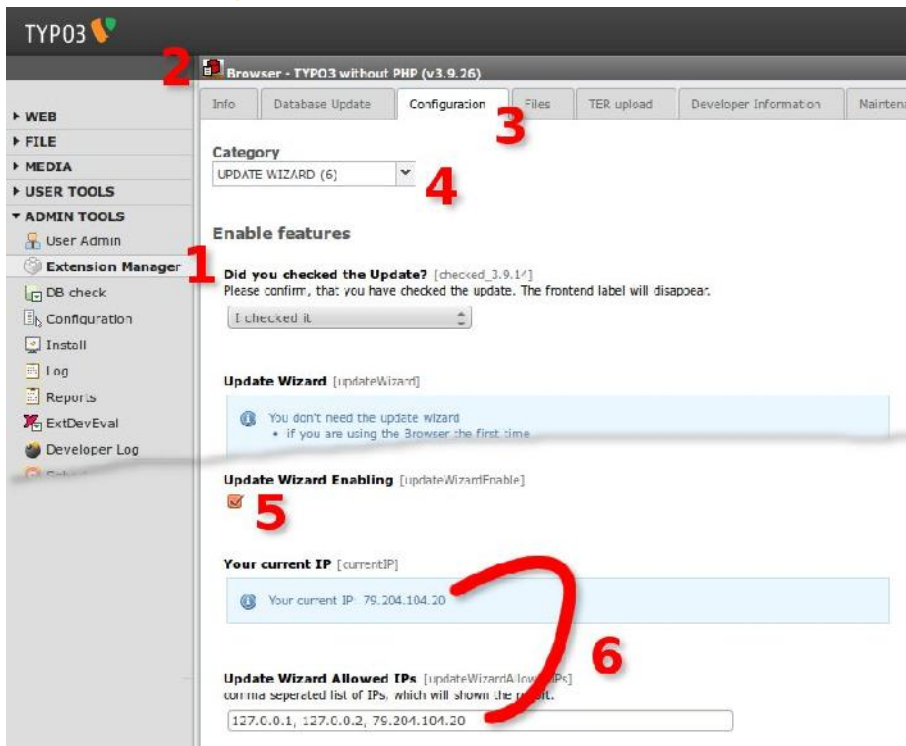 TYPO3
2
Browser - TYPO3 without PHP (v3.9.26)
Info Database Update Configuration Files TER upload Developer Information
3
WEB
FILE
MEDIA
USER TOOLS
ADMIN TOOLS
User Admin
Extension Manager
DB check
Configuration
Install
Log
Reports
ExtDevEval
Developer Log
1
Category
UPDATE WIZARD (6)
4
Enable features
Did you checked the Update? [checked_3.9.14]
Please confirm, that you have checked the update. The frontend label will disappear.
I checked it
Update Wizard [updateWizard]
You don't need the update wizard
• if you are using the Browser the first time
Update Wizard Enabling [updateWizardEnable]
5
Your current IP [currentIP]
Your current IP: 79.204.104.20
6
Update Wizard Allowed IPs [updateWizardAllowedIPs]
comma seperated list of IPs, which will shown the
127.0.0.1, 127.0.0.2, 79.204.104.20